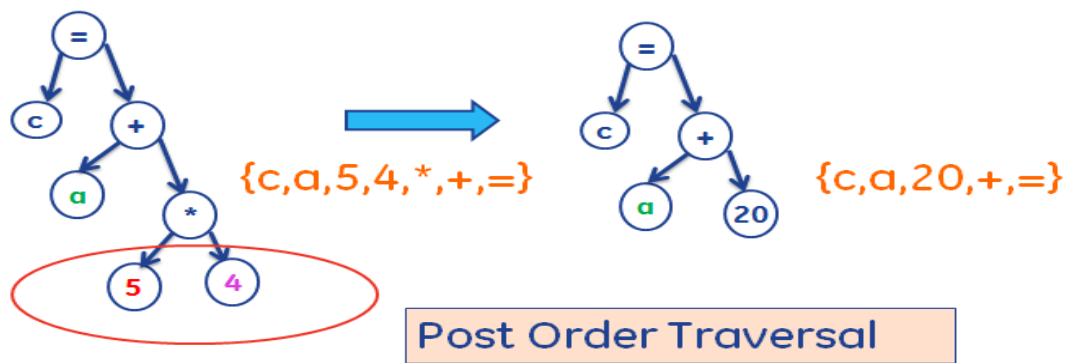 =
c
+
a
*
5
4
{c,a,5,4,*,+,=}
=
c
+
a
20
{c,a,20,+,=}
Post Order Traversal